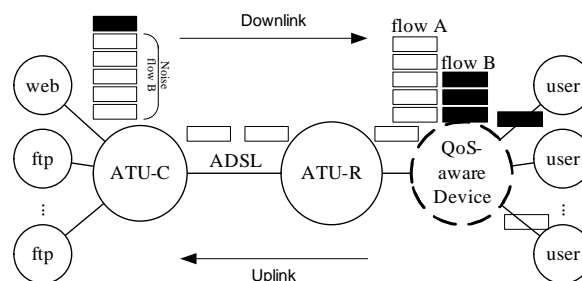 Downlink
flow A
Noise
flow B
flow B
web
user
ftp
ATU-C
ADSL
ATU-R
QoS-
aware
Device
user
...
...
ftp
user
Uplink